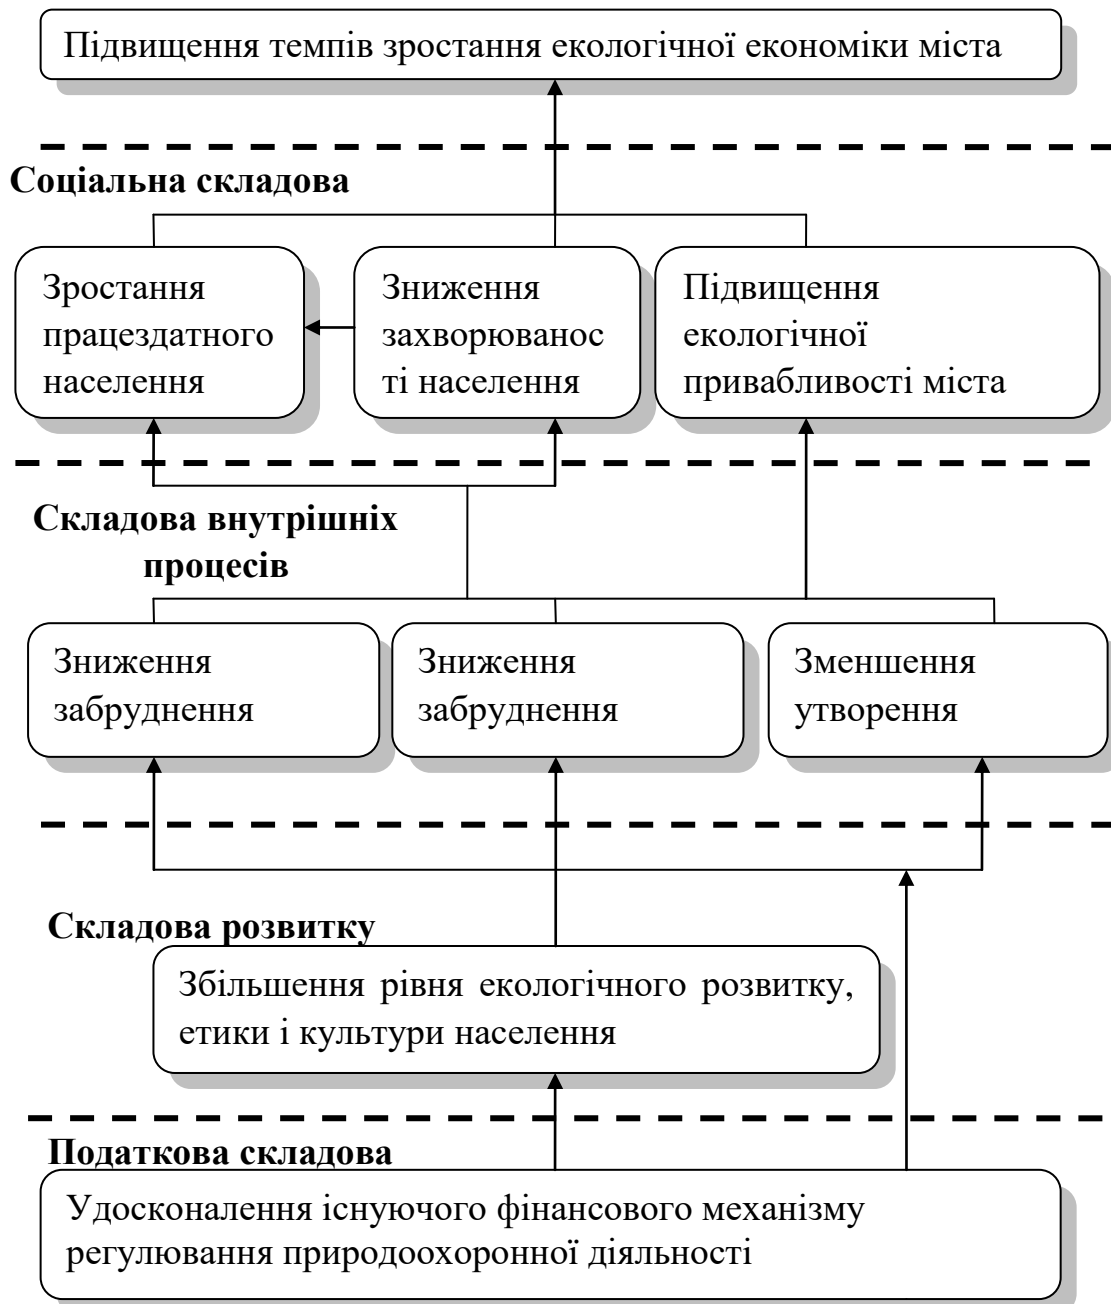 Підвищення темпів зростання екологічної економіки міста
Соціальна складова
Зростання
працездатного
населення
Зниження
захворюванос
ті населення
Підвищення
екологічної
привабливості міста
Складова внутрішніх
процесів
Зниження
забруднення
Зниження
забруднення
Зменшення
утворення
Складова розвитку
Збільшення рівня екологічного розвитку,
етики і культури населення
Податкова складова
Удосконалення існуючого фінансового механізму
регулювання природоохоронної діяльності